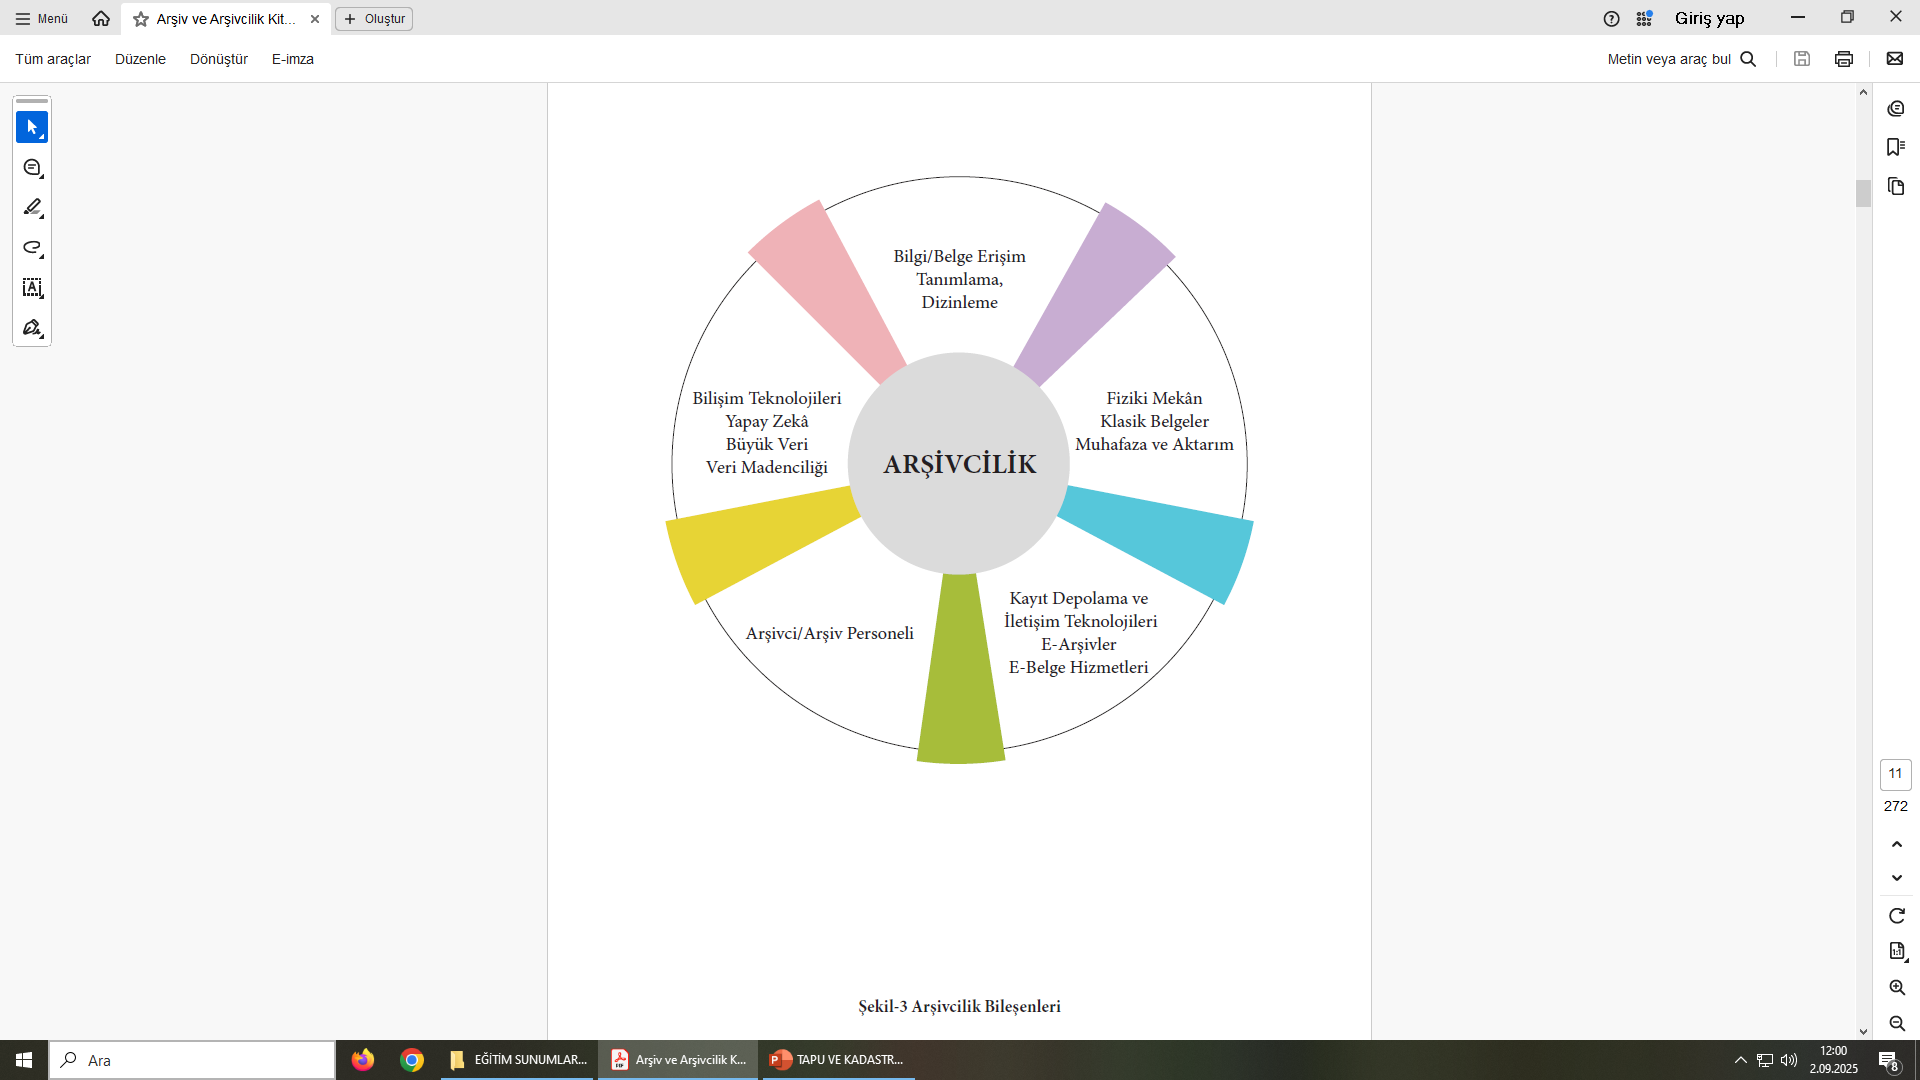 Menü
Arşiv ve Arşivcilik Kit...
Oluştur
Giriş yap
Tüm araçlar
Düzenle
Dönüştür
E-imza
Metin veya araç bul
Bilgi/Belge Erişim
Tanımlama,
Dizinleme
Bilişim Teknolojileri
Yapay Zekâ
Büyük Veri
Veri Madenciliği
ARŞİVCİLİK
Fiziki Mekân
Klasik Belgeler
Muhafaza ve Aktarım
Arşivci/Arşiv Personeli
Kayıt Depolama ve
İletişim Teknolojileri
E-Arşivler
E-Belge Hizmetleri
Şekil-3 Arşivcilik Bileşenleri
11
272
1:1
Ara
EĞİTİM SUNUMLAR...
Arşiv ve Arşivcilik K...
TAPU VE KADASTR...
12:00
2.09.2025
8